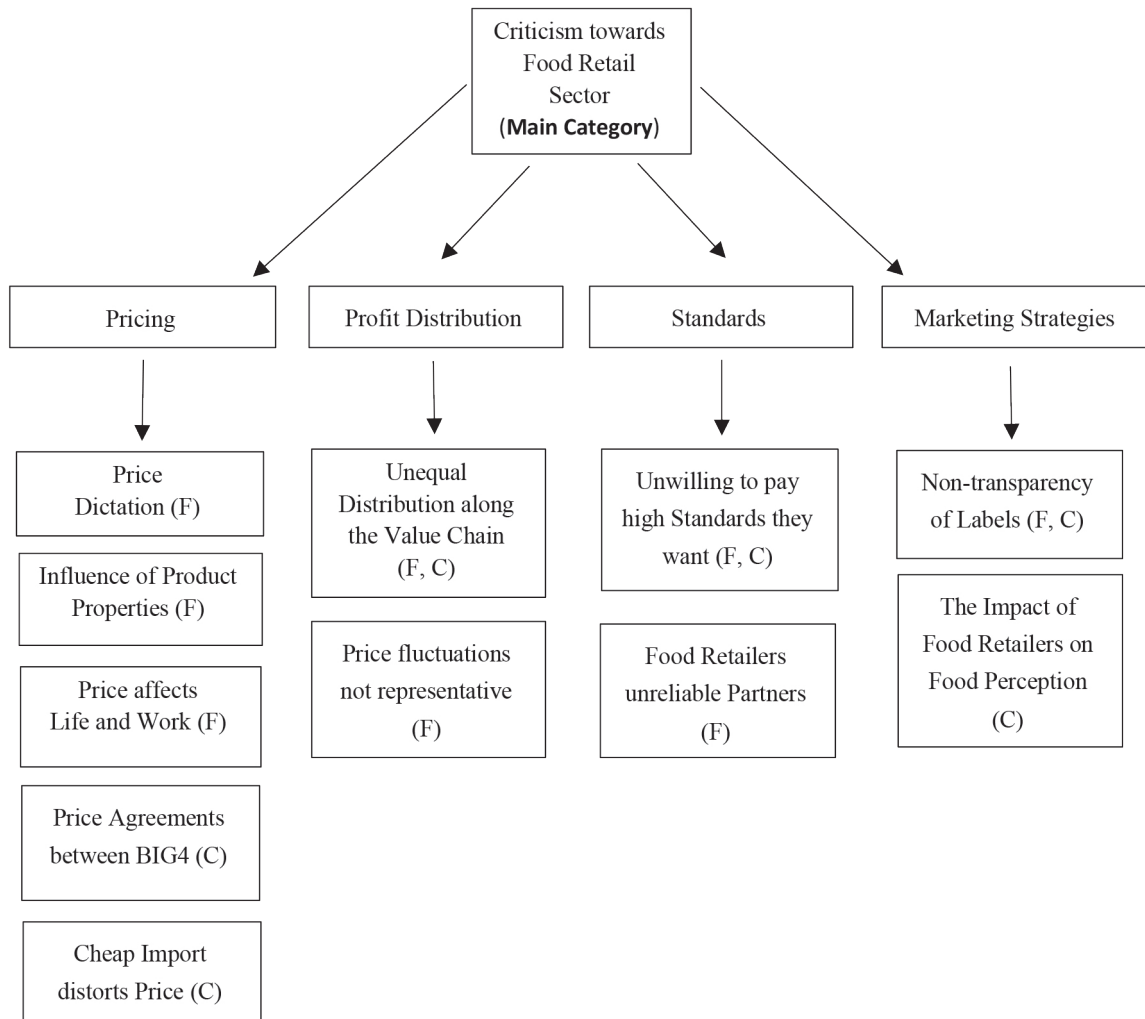 Criticism towards
Food Retail
Sector
(Main Category)
Pricing
Profit Distribution
Standards
Marketing Strategies
Price
Dictation (F)
Influence of Product
Properties (F)
Price affects
Life and Work (F)
Price Agreements
between BIG4 (C)
Cheap Import
distorts Price (C)
Unequal
Distribution along
the Value Chain
(F, C)
Price fluctuations
not representative
(F)
Unwilling to pay
high Standards they
want (F, C)
Food Retailers
unreliable Partners
(F)
Non-transparency
of Labels (F, C)
The Impact of
Food Retailers on
Food Perception
(C)